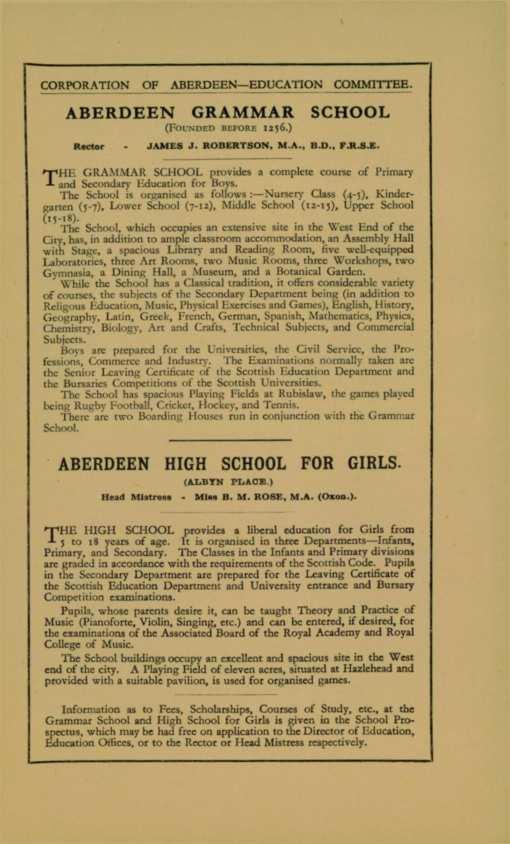 CORPORATION OF ABERDEEN—EDUCATION COMMITTEE.
ABERDEEN GRAMMAR SCHOOL
(FOUNDED BEFORE 1256.)
Rector - JAMES J. ROBERTSON, M.A., B.D., F.R.S.E.
THE GRAMMAR SCHOOL provides a complete course of Primary
and Secondary Education for Boys.
The School is organised as follows :—Nursery Class (4-5), Kinder-
garten (5-7), Lower School (7-12), Middle School (12-15), Upper School
(15-18).
The School, which occupies an extensive site in the West End of the
City, has, in addition to ample classroom accommodation, an Assembly Hall
with Stage, a spacious Library and Reading Room, five well-equipped
Laboratories, three Art Rooms, two Music Rooms, three Workshops, two
Gymnasia, a Dining Hall, a Museum, and a Botanical Garden.
While the School has a Classical tradition, it offers considerable variety
of courses, the subjects of the Secondary Department being (in addition to
Religous Education, Music, Physical Exercises and Games), English, History,
Geography, Latin, Greek, French, German, Spanish, Mathematics, Physics,
Chemistry, Biology, Art and Crafts, Technical Subjects, and Commercial
Subjects.
Boys are prepared for the Universities, the Civil Service, the Pro-
fessions, Commerce and Industry. The Examinations normally taken are
the Senior Leaving Certificate of the Scottish Education Department and
the Bursaries Competitions of the Scottish Universities.
The School has spacious Playing Fields at Rubislaw, the games played
being Rugby Football, Cricket, Hockey, and Tennis.
There are two Boarding Houses run in conjunction with the Grammar
School.
ABERDEEN HIGH SCHOOL FOR GIRLS.
(ALBYN PLACE.)
Head Mistress - Miss B. M. ROSE, M.A. (Oxon.).
THE HIGH SCHOOL provides a liberal education for Girls from
5 to 18 years of age. It is organised in three Departments—Infants,
Primary, and Secondary. The Classes in the Infants and Primary divisions
are graded in accordance with the requirements of the Scottish Code. Pupils
in the Secondary Department are prepared for the Leaving Certificate of
the Scottish Education Department and University entrance and Bursary
Competition examinations.
Pupils, whose parents desire it, can be taught Theory and Practice of
Music (Pianoforte, Violin, Singing, etc.) and can be entered, if desired, for
the examinations of the Associated Board of the Royal Academy and Royal
College of Music.
The School buildings occupy an excellent and spacious site in the West
end of the city. A Playing Field of eleven acres, situated at Hazlehead and
provided with a suitable pavilion, is used for organised games.
Information as to Fees, Scholarships, Courses of Study, etc., at the
Grammar School and High School for Girls is given in the School Pro-
spectus, which may be had free on application to the Director of Education,
Education Offices, or to the Rector or Head Mistress respectively.